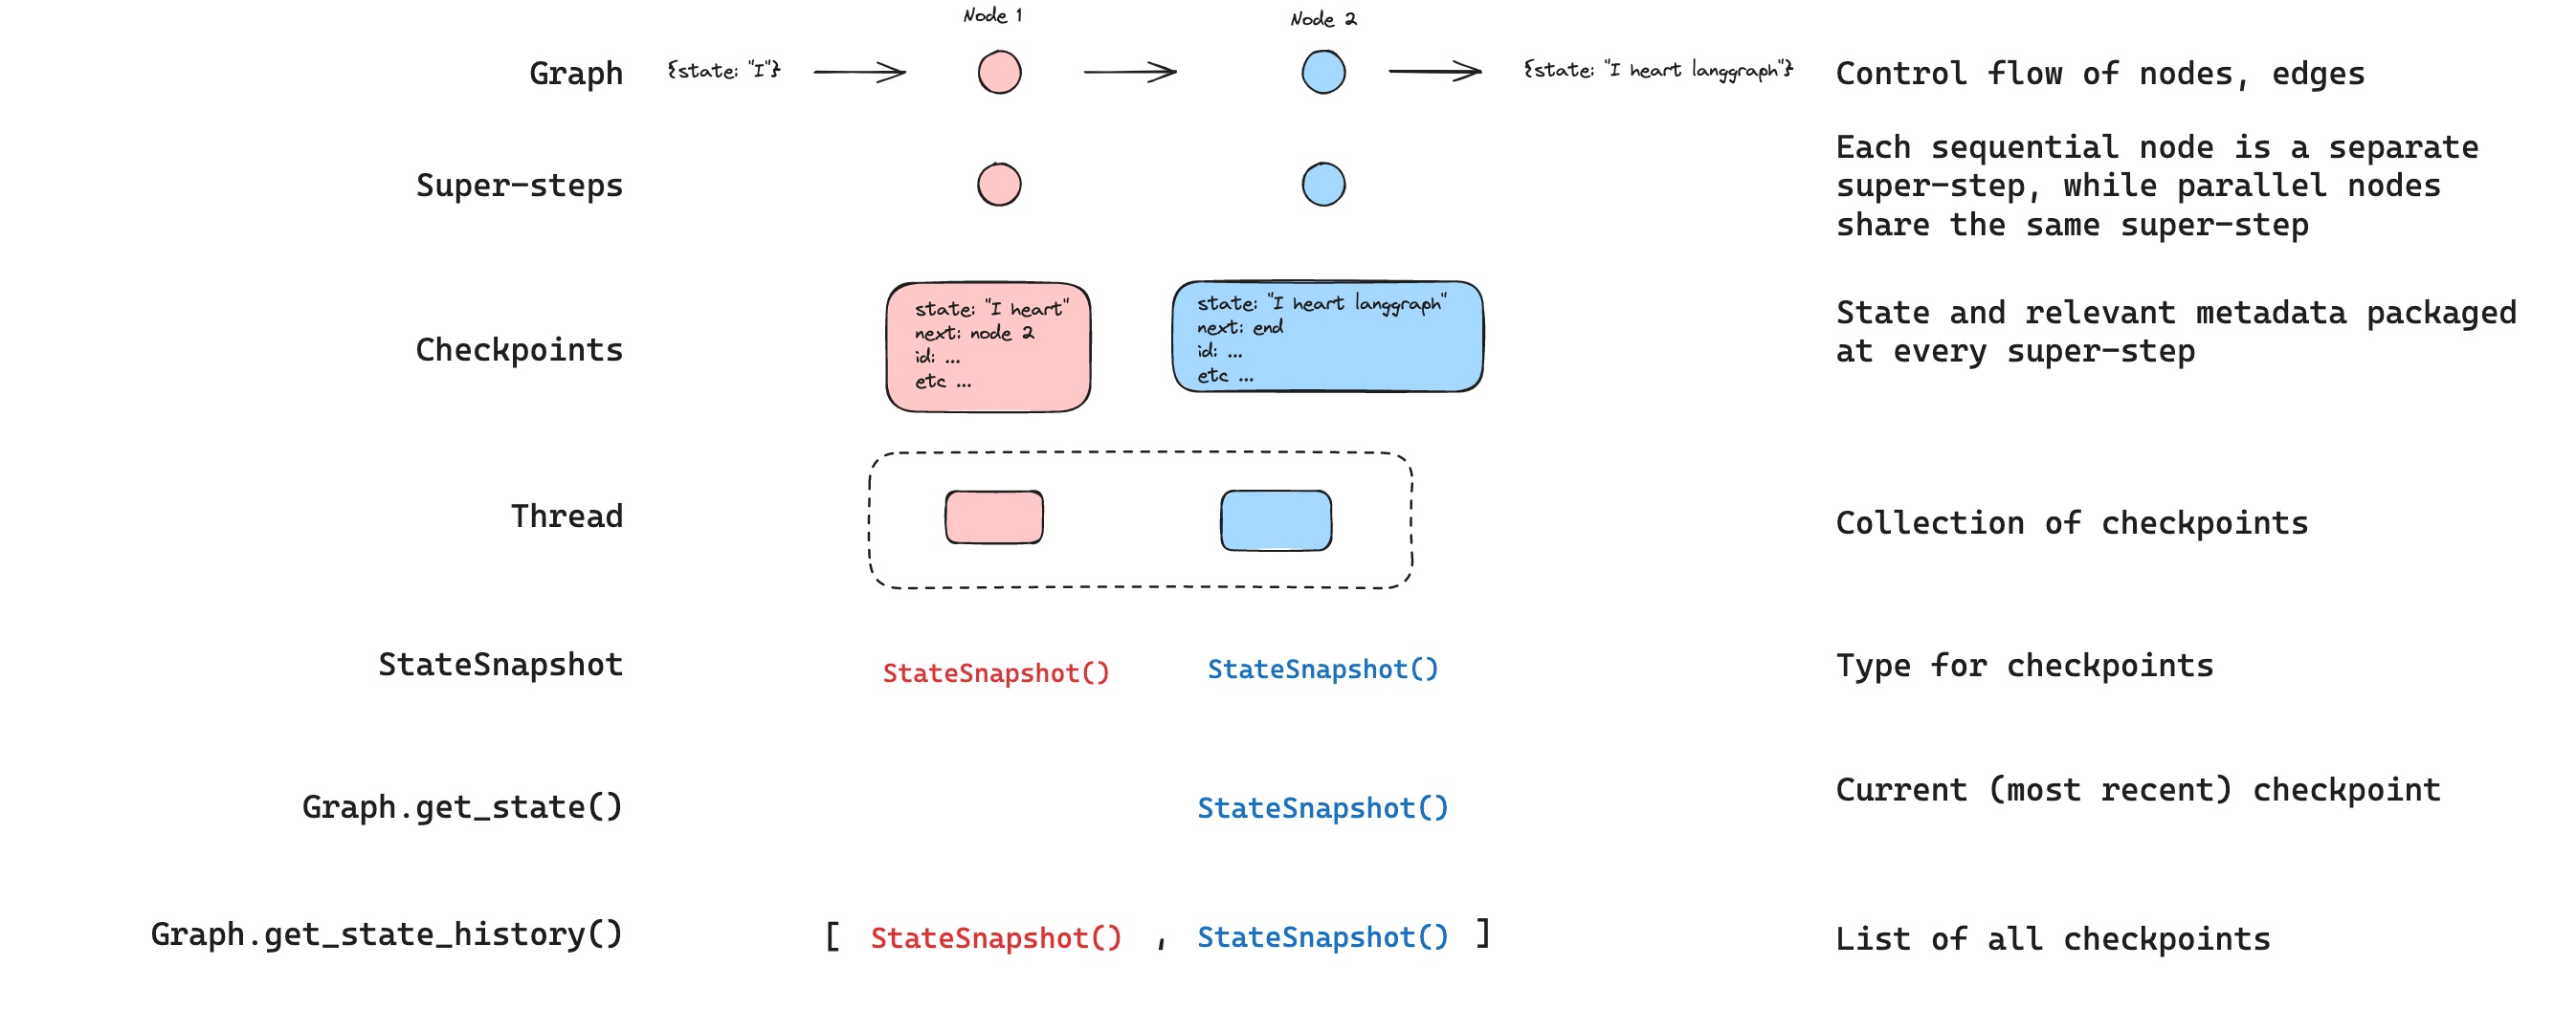 Node 1
Node 2
Graph
{state: "I"}
{state: "I heart langgraph"}
Control flow of nodes, edges
Super-steps
Each sequential node is a separate
super-step, while parallel nodes
share the same super-step
Checkpoints
state: "I heart"
next: node 2
id: ...
etc ...
state: "I heart langgraph"
next: end
id: ...
etc ...
State and relevant metadata packaged
at every super-step
Thread
Collection of checkpoints
StateSnapshot
StateSnapshot()
StateSnapshot()
Type for checkpoints
Graph.get_state()
StateSnapshot()
Current (most recent) checkpoint
Graph.get_state_history()
[ StateSnapshot() , StateSnapshot() ]
List of all checkpoints